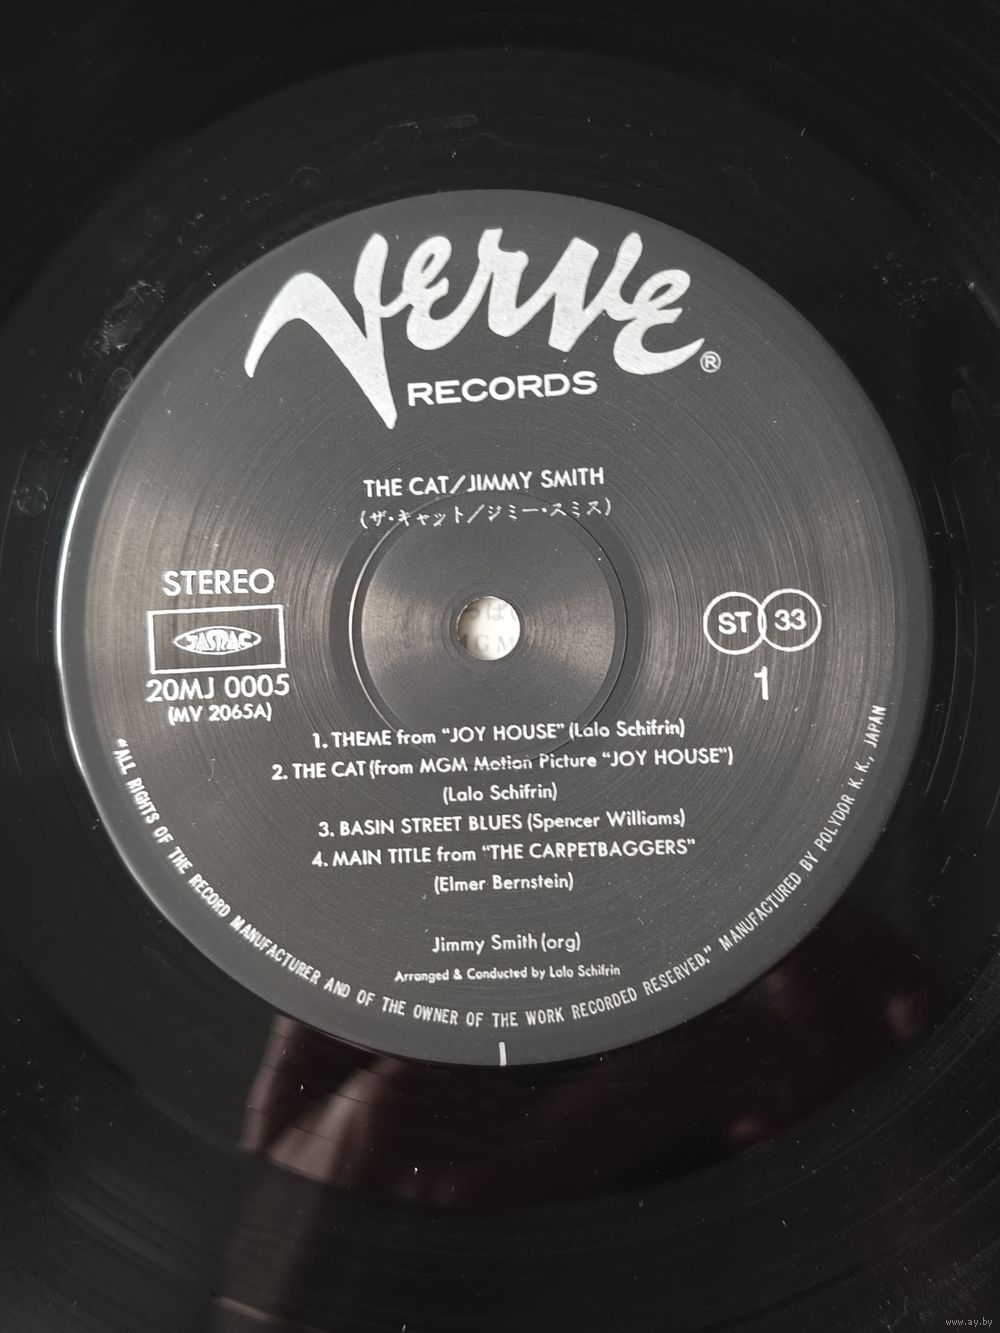 Verve
®
RECORDS
THE CAT/JIMMY SMITH
(ザ・キャット/ジミー・スミス)
STEREO
JASRAC
20MJ 0005
(MV 2065A)
ST 33
1
1. THEME from “JOY HOUSE” (Lalo Schifrin)
2. THE CAT (from MGM Motion Picture “JOY HOUSE”)
(Lalo Schifrin)
3. BASIN STREET BLUES (Spencer Williams)
4. MAIN TITLE from “THE CARPETBAGGERS”
(Elmer Bernstein)
Jimmy Smith (org)
Arranged & Conducted by Lalo Schifrin
“ALL RIGHTS OF THE RECORD MANUFACTURER AND OF THE OWNER OF THE WORK RECORDED RESERVED.” MANUFACTURED BY POLYDOR K. K., JAPAN
www.ay.by